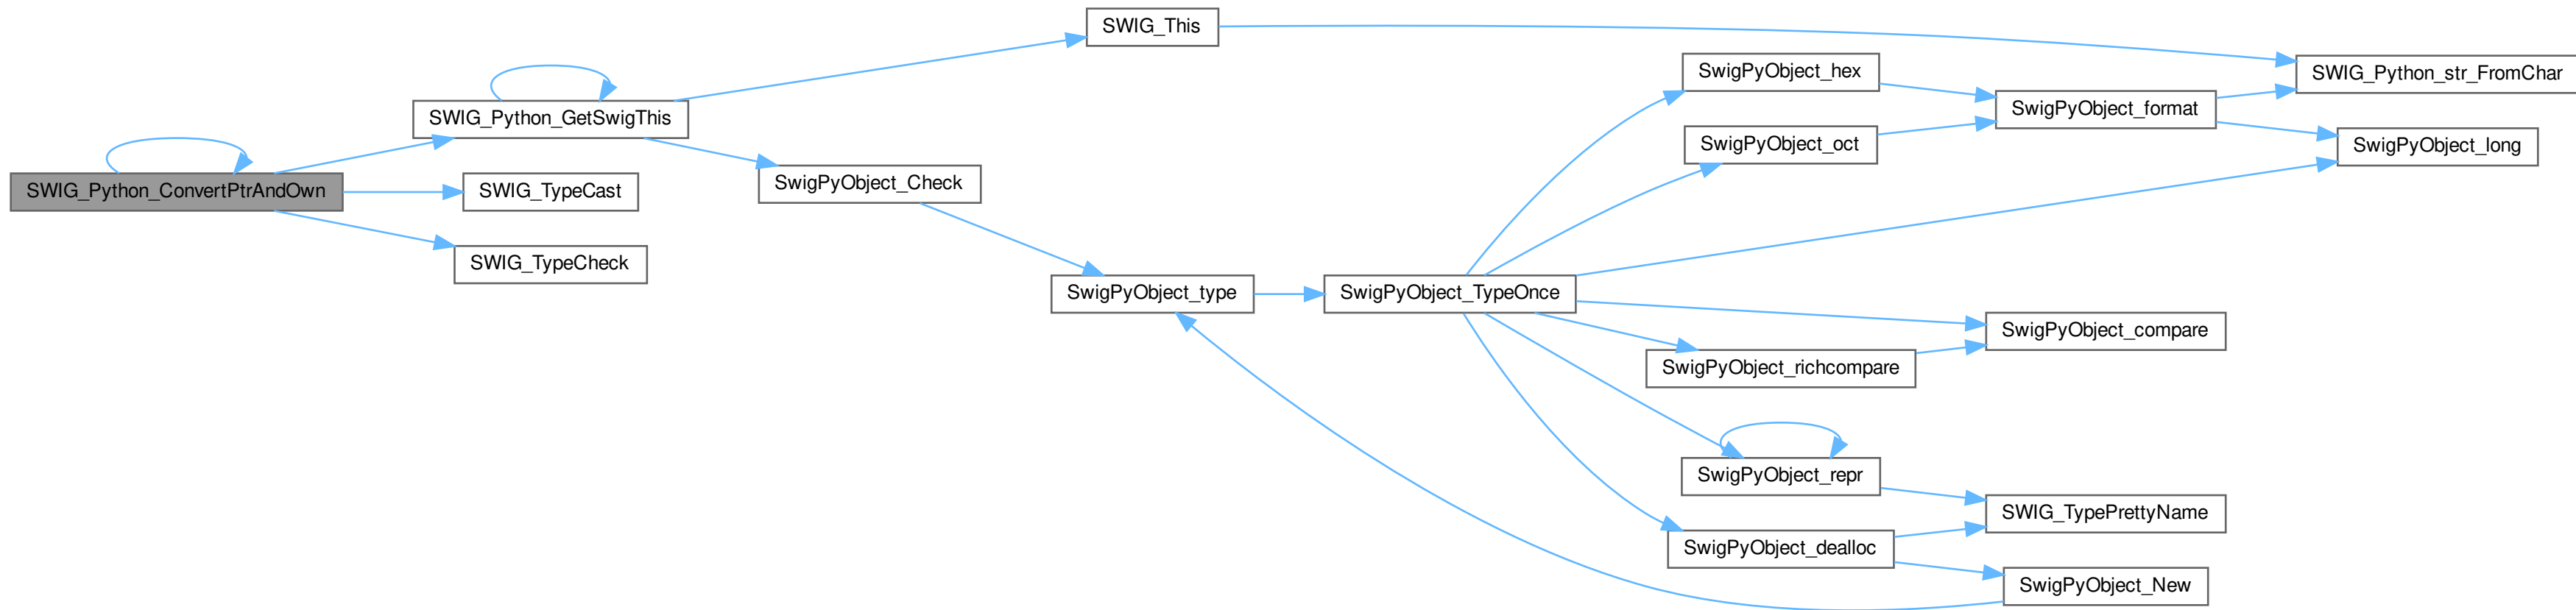 SWIG_Python_ConvertPtrAndOwn
SWIG_Python_GetSwigThis
SWIG_TypeCast
SWIG_TypeCheck
SWIG_This
SwigPyObject_Check
SwigPyObject_type
SwigPyObject_TypeOnce
SwigPyObject_hex
SwigPyObject_oct
SwigPyObject_format
SWIG_Python_str_FromChar
SwigPyObject_long
SwigPyObject_compare
SwigPyObject_richcompare
SwigPyObject_repr
SWIG_TypePrettyName
SwigPyObject_dealloc
SwigPyObject_New